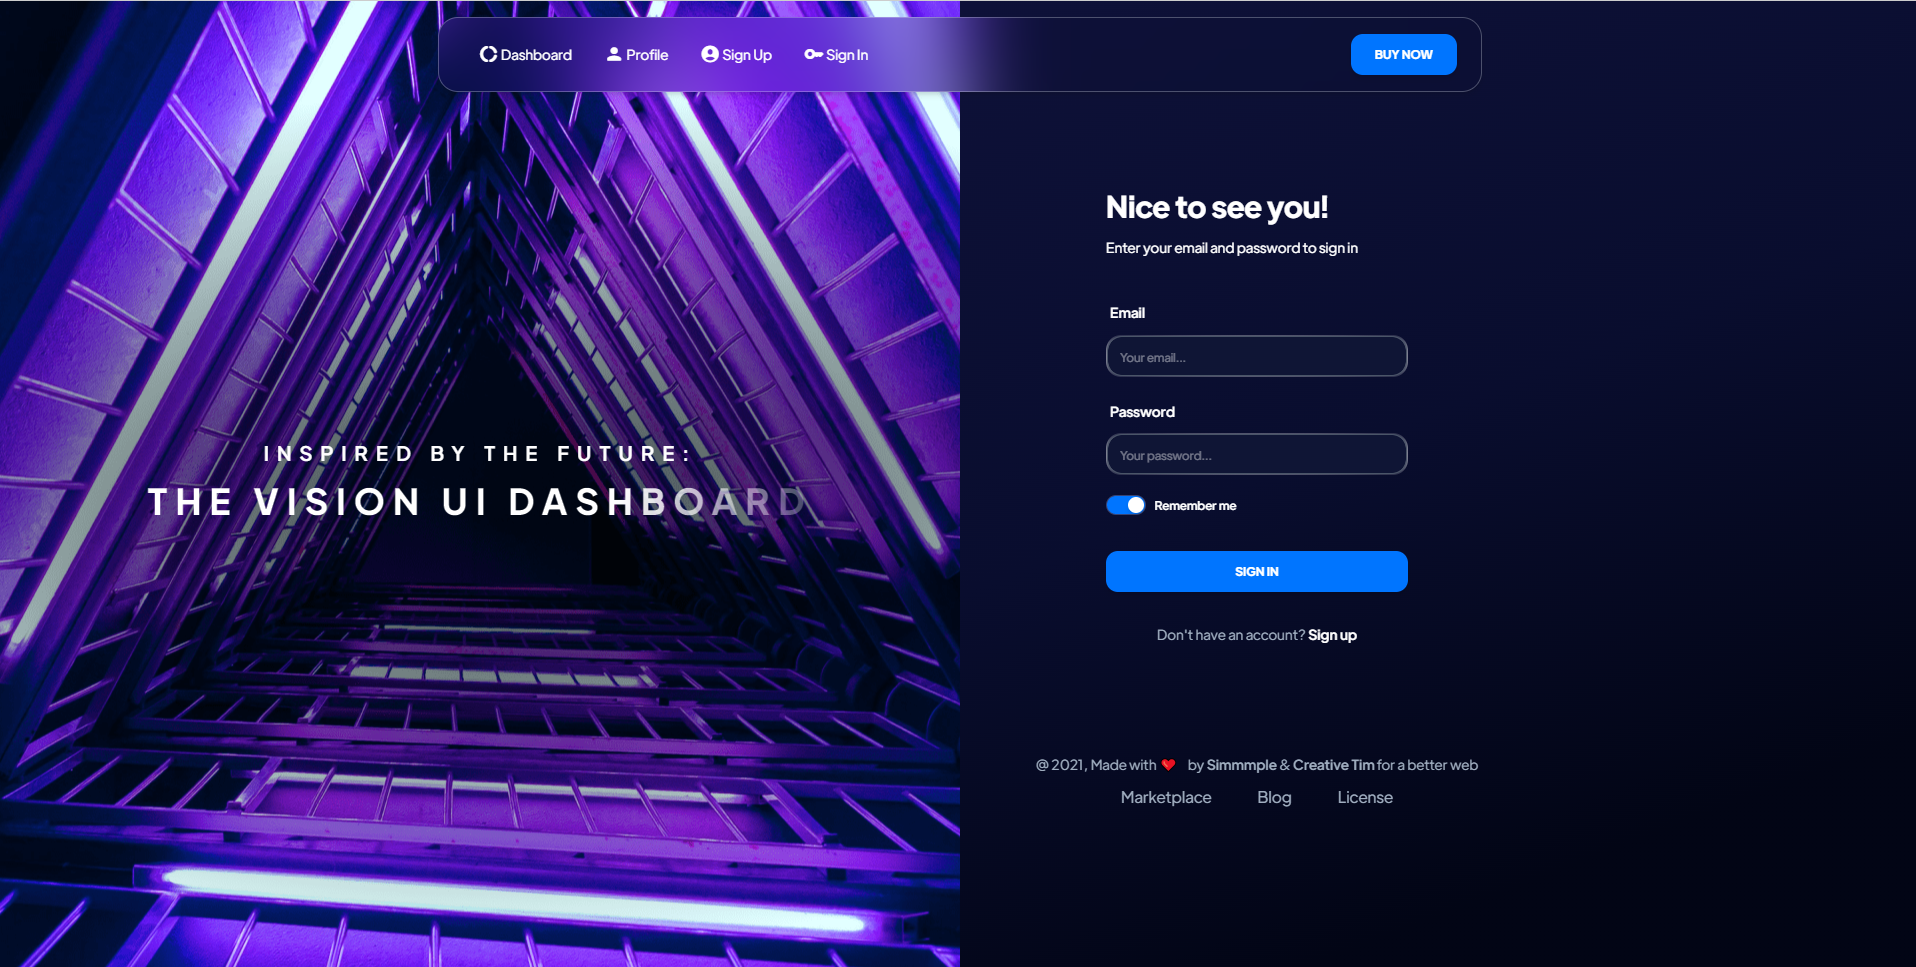 Dashboard Profile Sign Up Sign In BUY NOW
INSPIRED BY THE FUTURE:
THE VISION UI DASHBOARD
Nice to see you!
Enter your email and password to sign in
Email
Your email...
Password
Your password...
Remember me
SIGN IN
Don't have an account? Sign up
@ 2021, Made with ❤ by Simmmple & Creative Tim for a better web
Marketplace Blog License